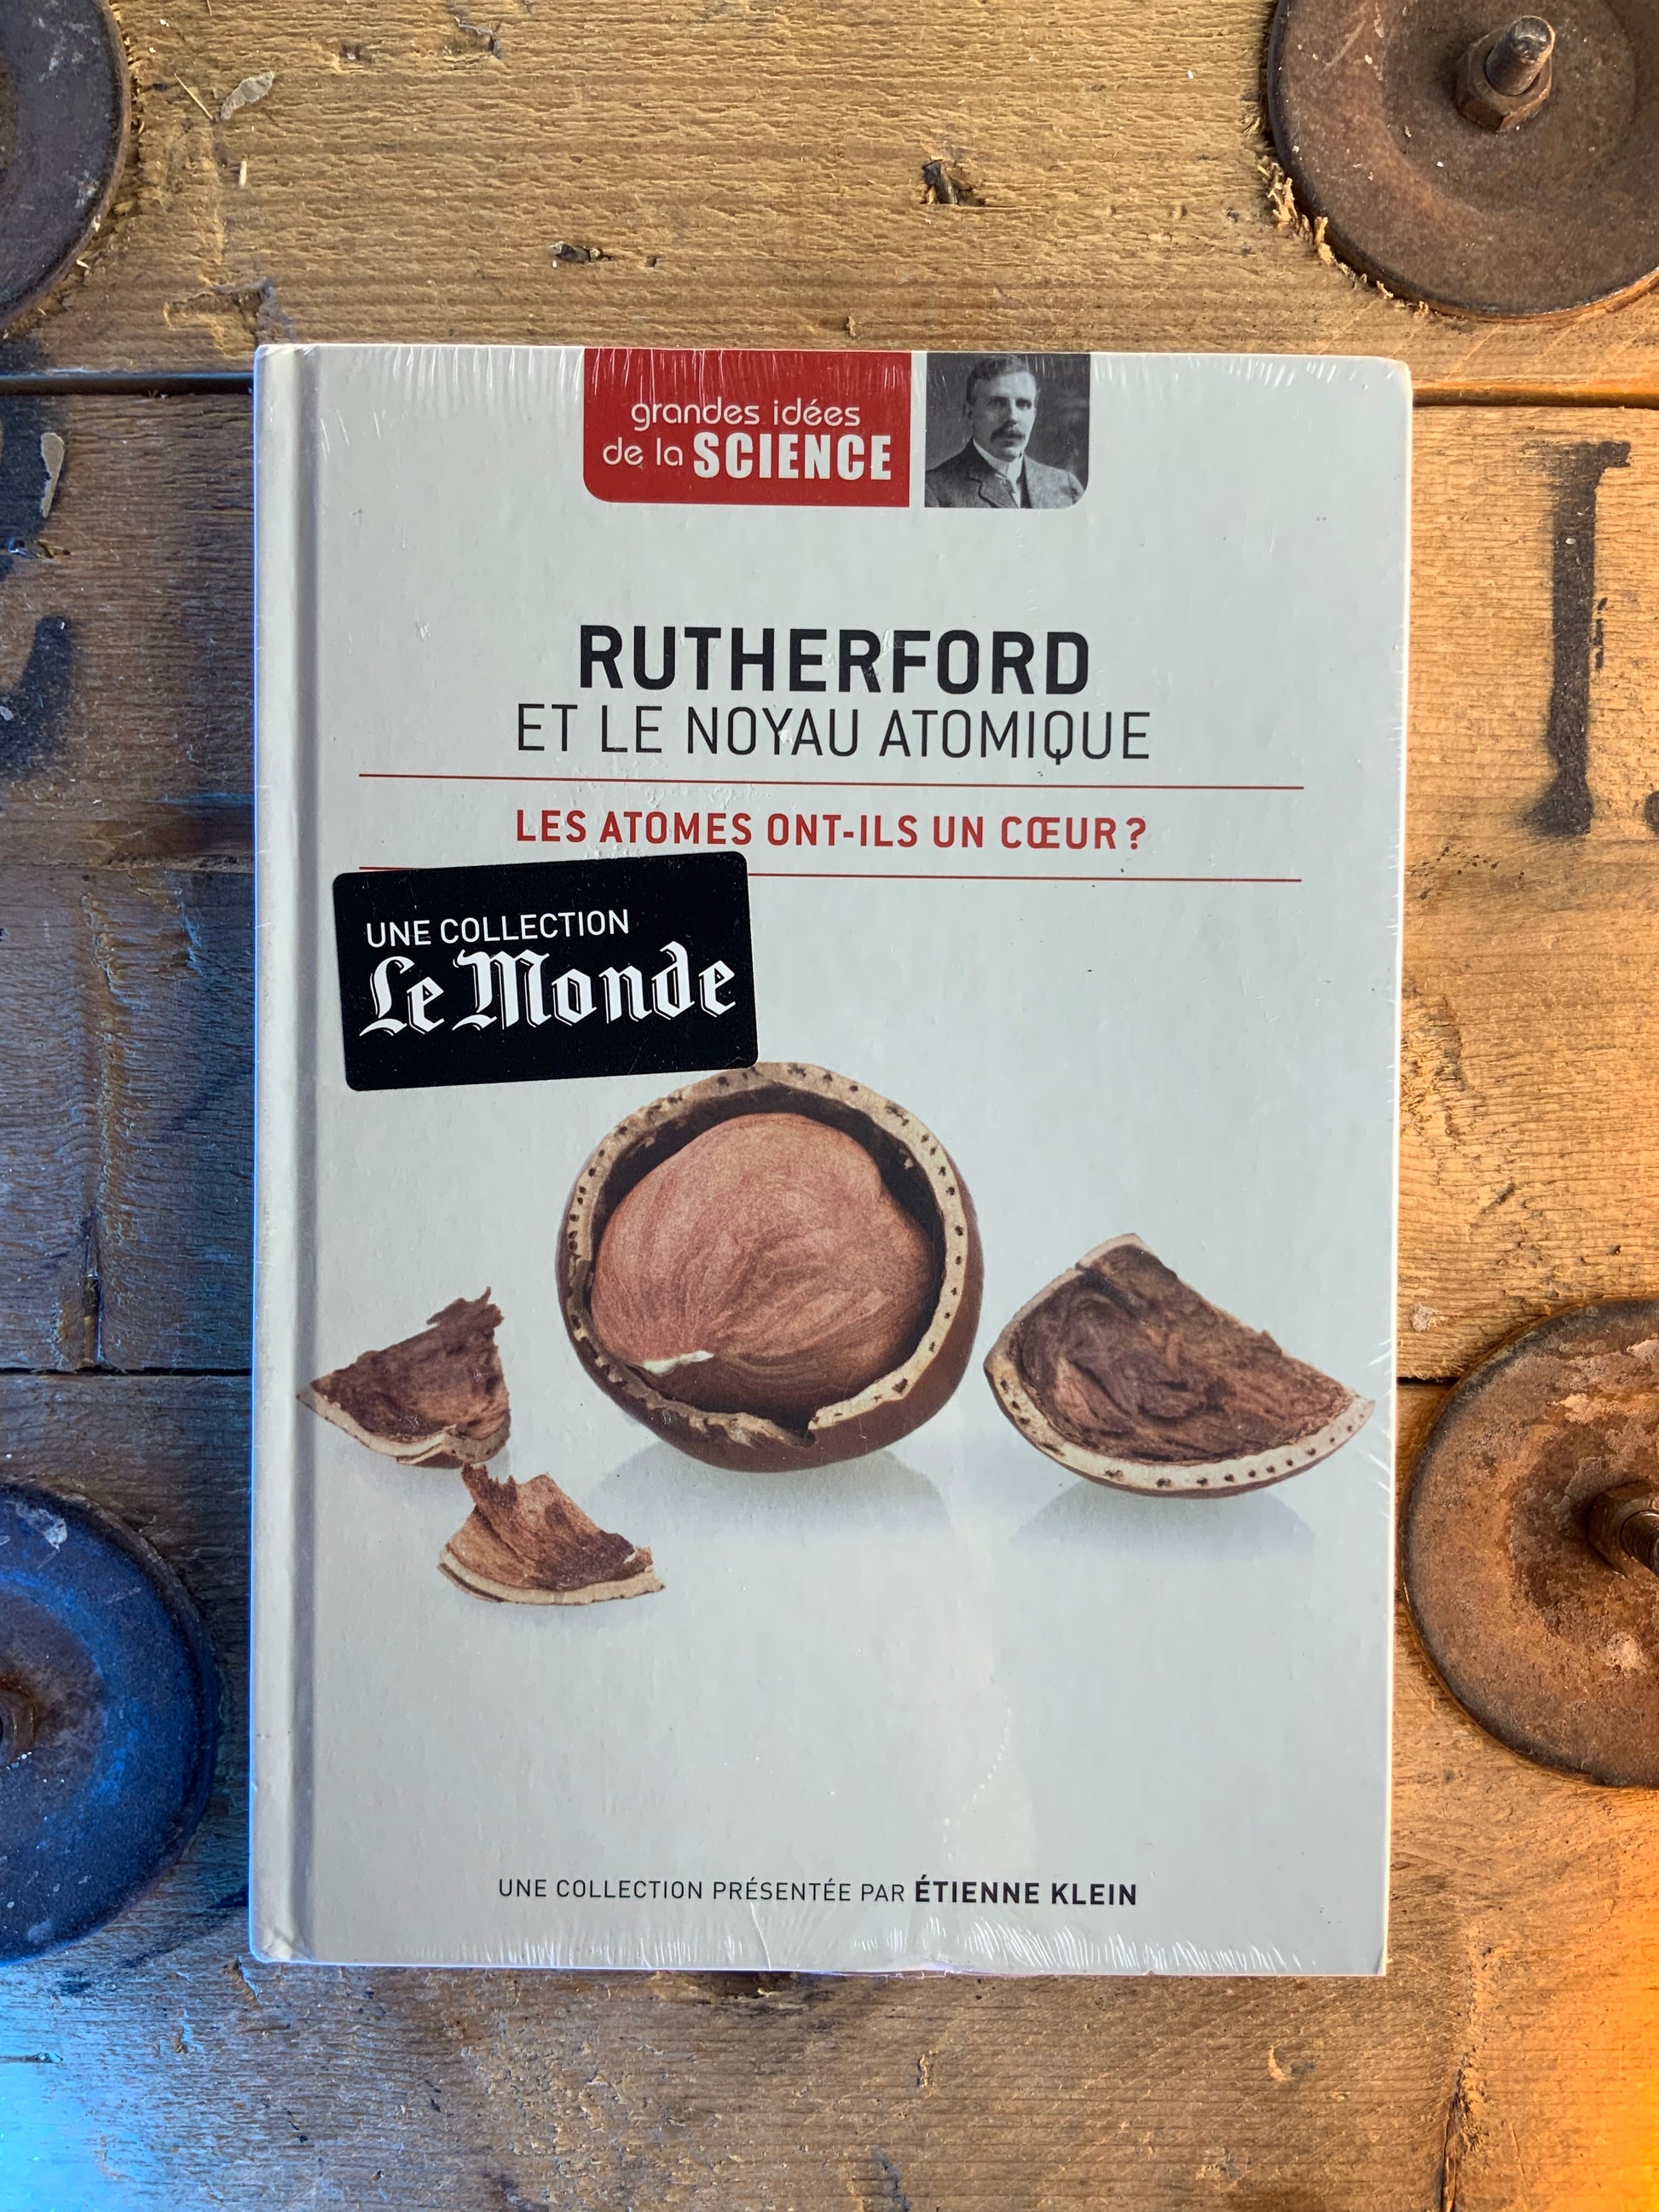 grandes idées
de la SCIENCE
RUTHERFORD
ET LE NOYAU ATOMIQUE
LES ATOMES ONT-ILS UN CŒUR ?
UNE COLLECTION
Le Monde
UNE COLLECTION PRÉSENTÉE PAR ÉTIENNE KLEIN